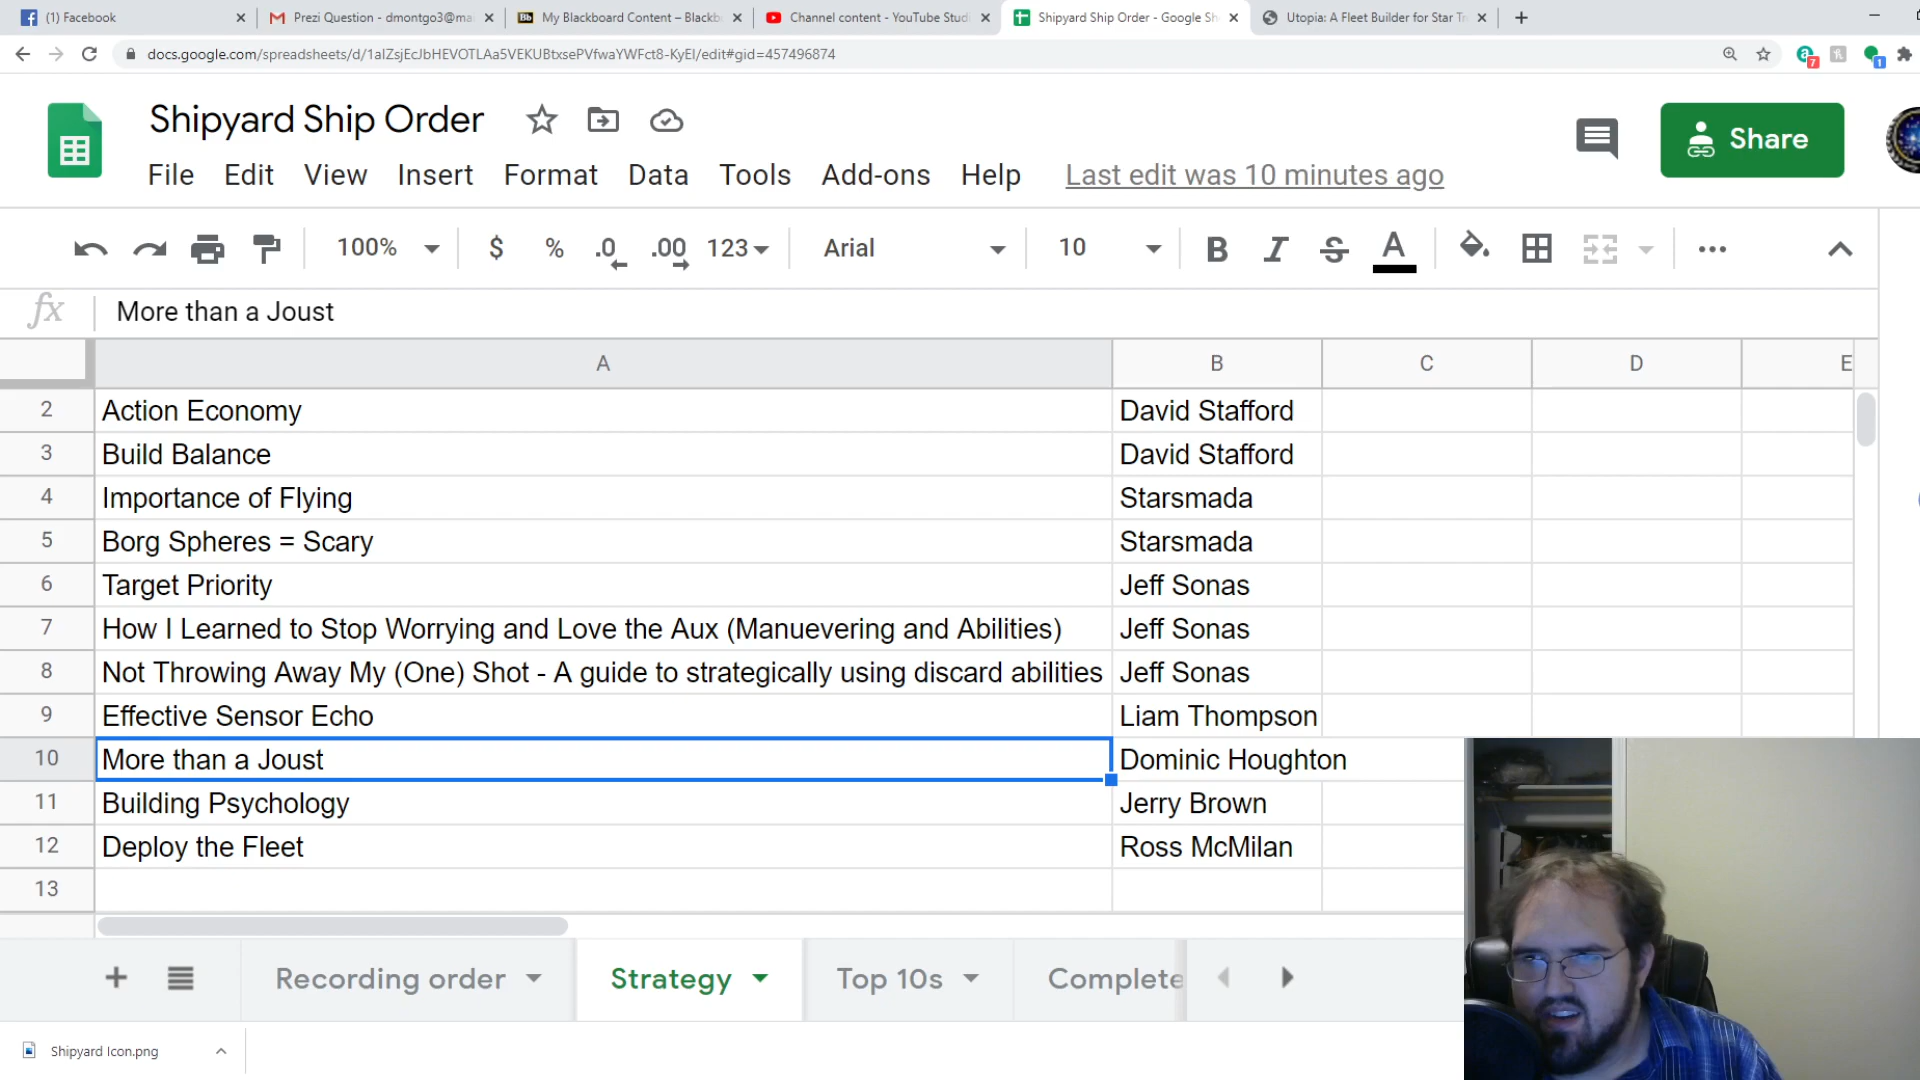 (1) Facebook
Prezi Question - dmontgo3@ma
Bb My Blackboard Content – Blackb
Channel content - YouTube Studi
Shipyard Ship Order - Google Sh
Utopia: A Fleet Builder for Star Tr
docs.google.com/spreadsheets/d/1aIZsjEcJbHEVOTLAa5VEKUBtxsePVfwaYWFct8-KyEI/edit#gid=457496874
7
1
Shipyard Ship Order
Share
File Edit View Insert Format Data Tools Add-ons Help Last edit was 10 minutes ago
100% $ % .0 .00 123 Arial 10 B I S A
fx More than a Joust
A B C D E
2 Action Economy David Stafford
3 Build Balance David Stafford
4 Importance of Flying Starsmada
5 Borg Spheres = Scary Starsmada
6 Target Priority Jeff Sonas
7 How I Learned to Stop Worrying and Love the Aux (Manuevering and Abilities) Jeff Sonas
8 Not Throwing Away My (One) Shot - A guide to strategically using discard abilities Jeff Sonas
9 Effective Sensor Echo Liam Thompson
10 More than a Joust Dominic Houghton
11 Building Psychology Jerry Brown
12 Deploy the Fleet Ross McMilan
13
Recording order Strategy Top 10s Complete
Shipyard Icon.png